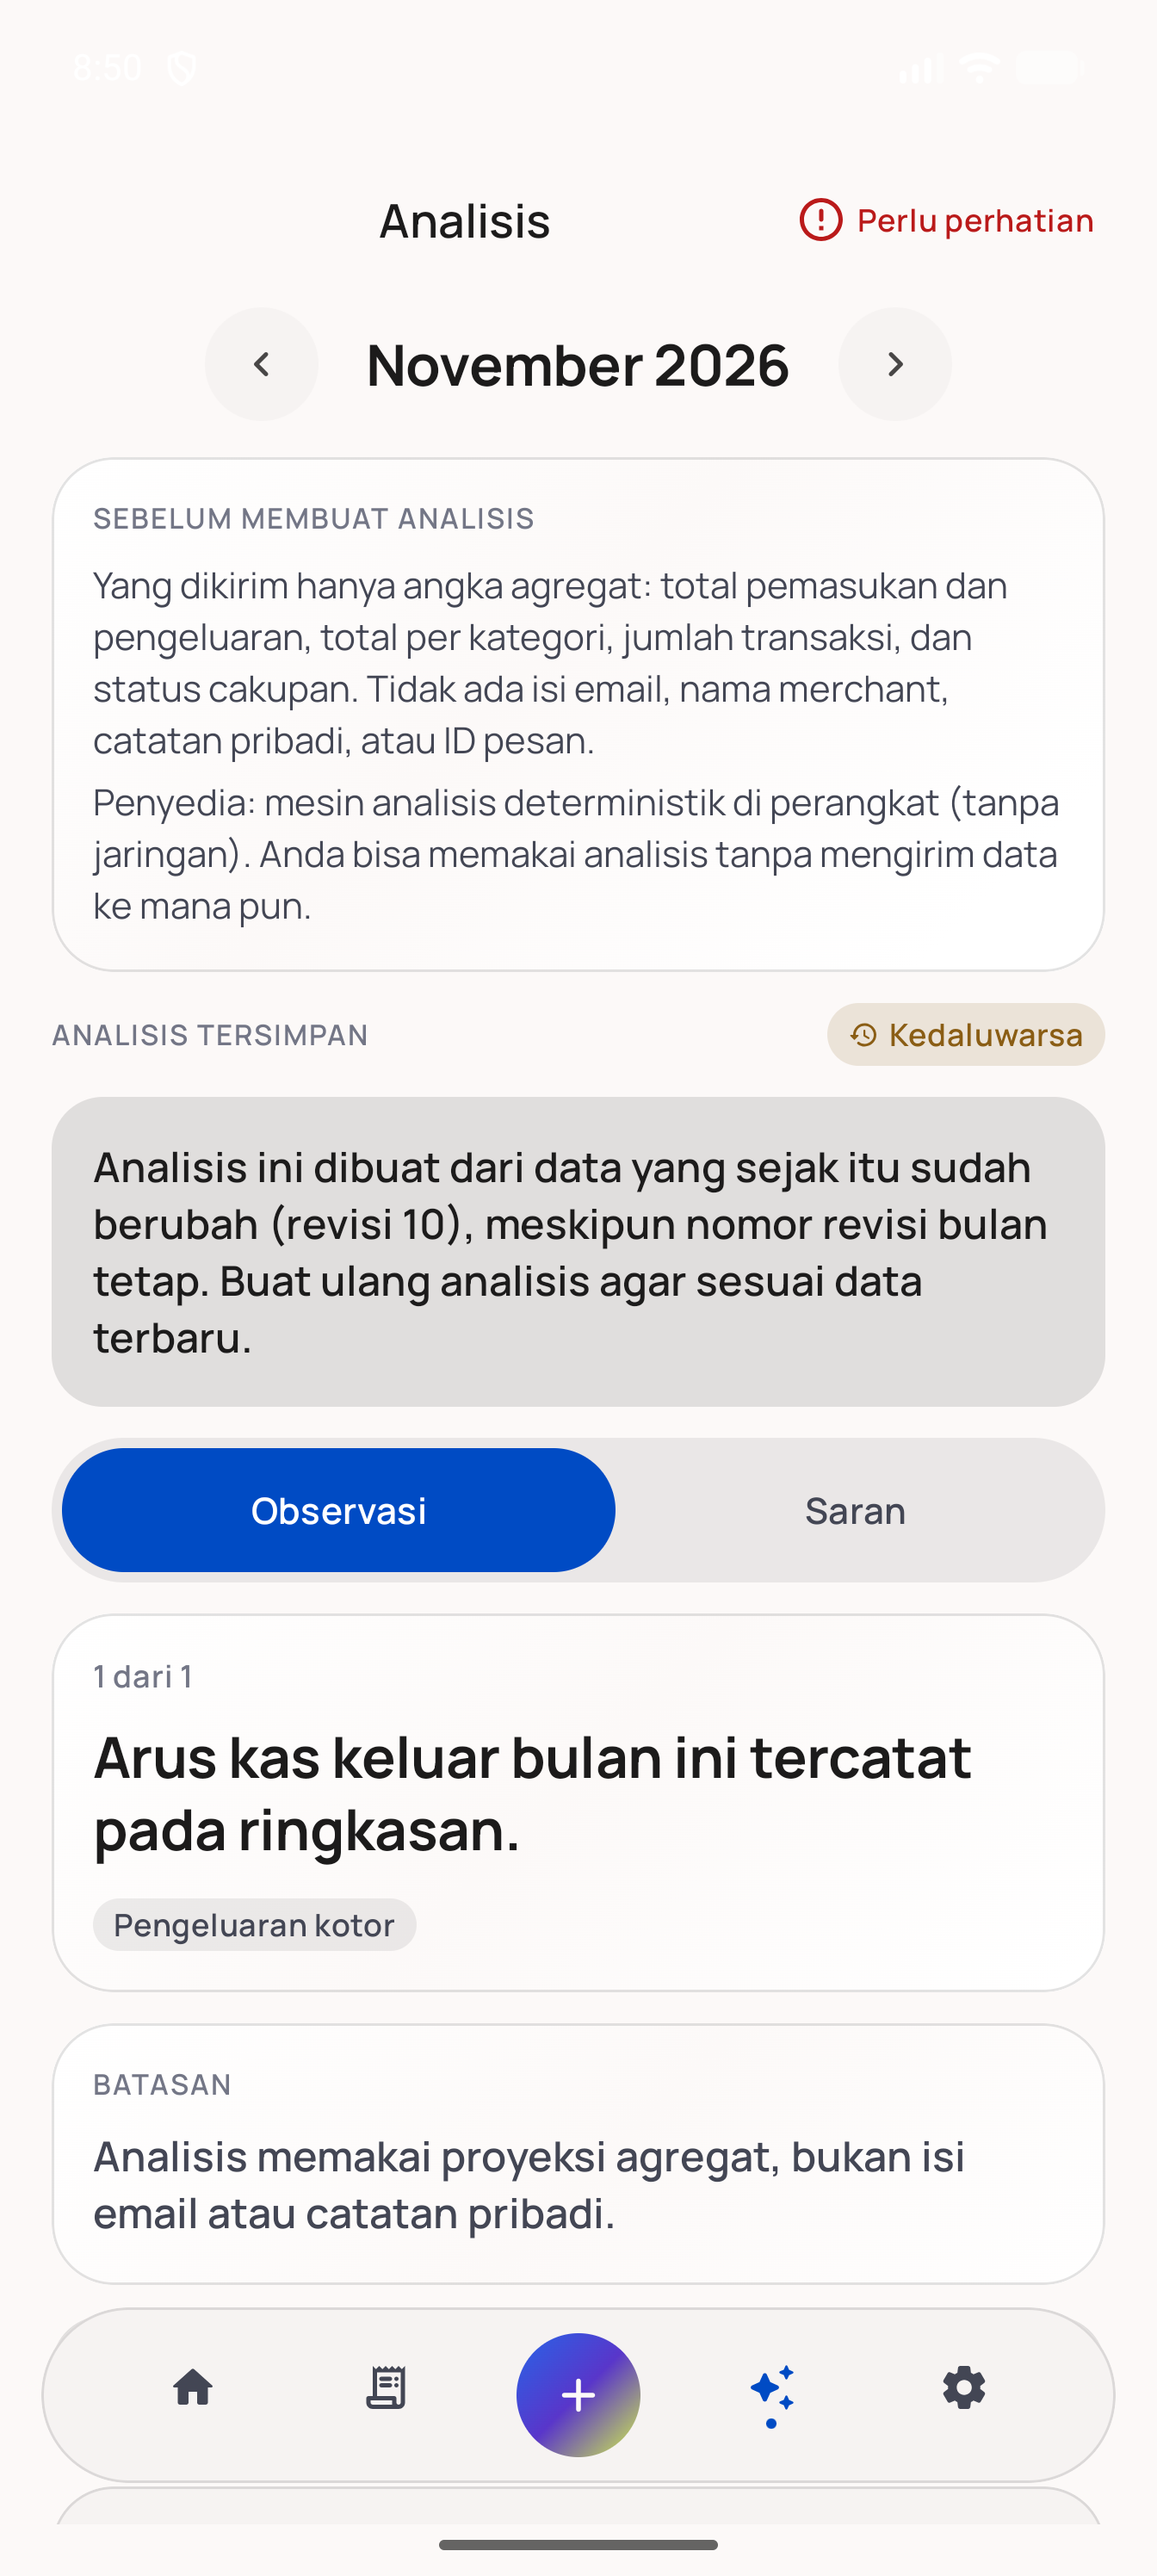 8:50
Analisis
Perlu perhatian
November 2026
SEBELUM MEMBUAT ANALISIS
Yang dikirim hanya angka agregat: total pemasukan dan
pengeluaran, total per kategori, jumlah transaksi, dan
status cakupan. Tidak ada isi email, nama merchant,
catatan pribadi, atau ID pesan.
Penyedia: mesin analisis deterministik di perangkat (tanpa
jaringan). Anda bisa memakai analisis tanpa mengirim data
ke mana pun.
ANALISIS TERSIMPAN
Kedaluwarsa
Analisis ini dibuat dari data yang sejak itu sudah
berubah (revisi 10), meskipun nomor revisi bulan
tetap. Buat ulang analisis agar sesuai data
terbaru.
Observasi
Saran
1 dari 1
Arus kas keluar bulan ini tercatat
pada ringkasan.
Pengeluaran kotor
BATASAN
Analisis memakai proyeksi agregat, bukan isi
email atau catatan pribadi.